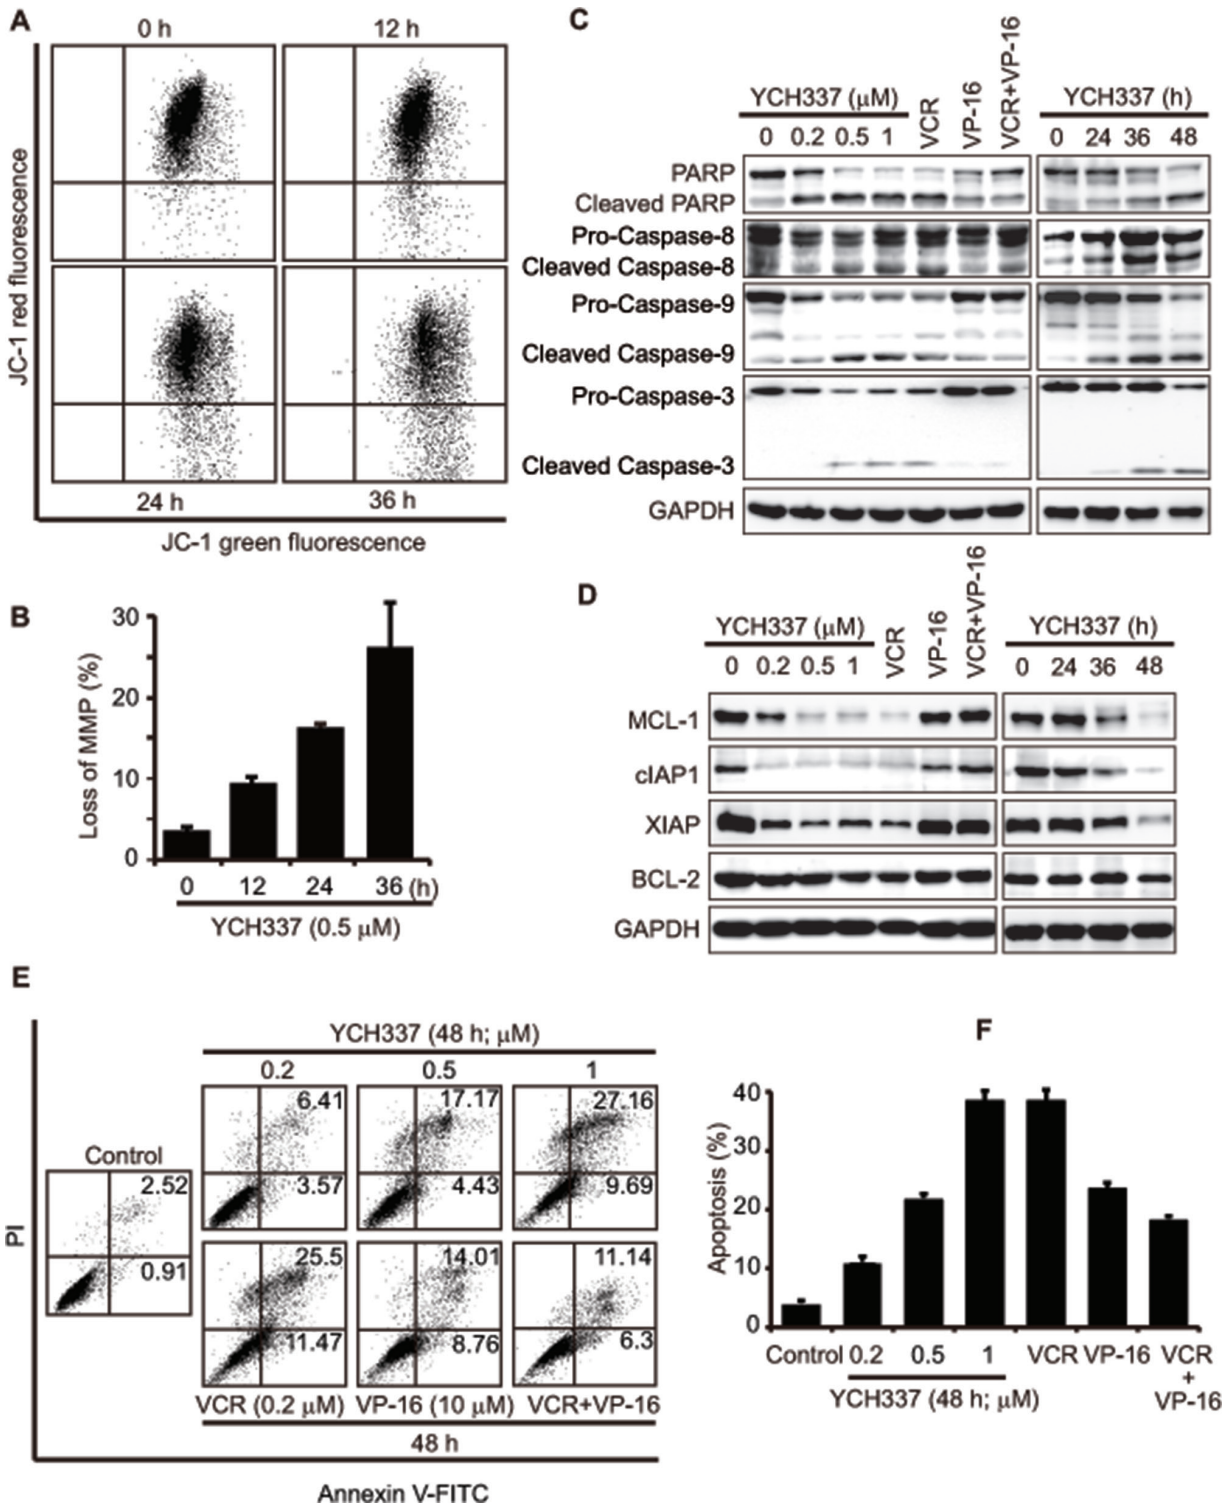 A
0 h
12 h
JC-1 red fluorescence
24 h
36 h
JC-1 green fluorescence
B
Loss of MMP (%)
30
20
10
0
0 12 24 36 (h)
YCH337 (0.5 μM)
C
YCH337 (μM)
VCR
VP-16
VCR+VP-16
YCH337 (h)
0 0.2 0.5 1
0 24 36 48
PARP
Cleaved PARP
Pro-Caspase-8
Cleaved Caspase-8
Pro-Caspase-9
Cleaved Caspase-9
Pro-Caspase-3
Cleaved Caspase-3
GAPDH
D
YCH337 (μM)
VCR
VP-16
VCR+VP-16
YCH337 (h)
0 0.2 0.5 1
0 24 36 48
MCL-1
cIAP1
XIAP
BCL-2
GAPDH
E
YCH337 (48 h; μM)
0.2 0.5 1
PI
Control
2.52
0.91
6.41
3.57
17.17
4.43
27.16
9.69
25.5
11.47
14.01
8.76
11.14
6.3
VCR (0.2 μM) VP-16 (10 μM) VCR+VP-16
48 h
Annexin V-FITC
F
Apoptosis (%)
40
30
20
10
0
Control 0.2 0.5 1 VCR VP-16 VCR
+
VP-16
YCH337 (48 h; μM)